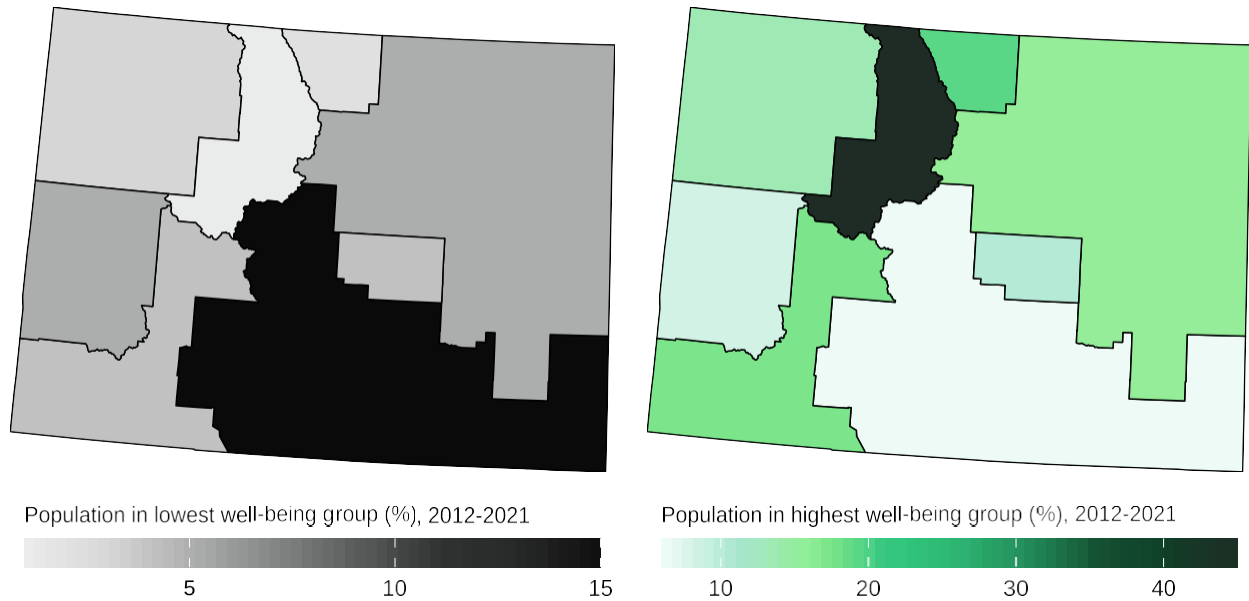 Population in lowest well-being group (%), 2012-2021
5 10 15
Population in highest well-being group (%), 2012-2021
10 20 30 40